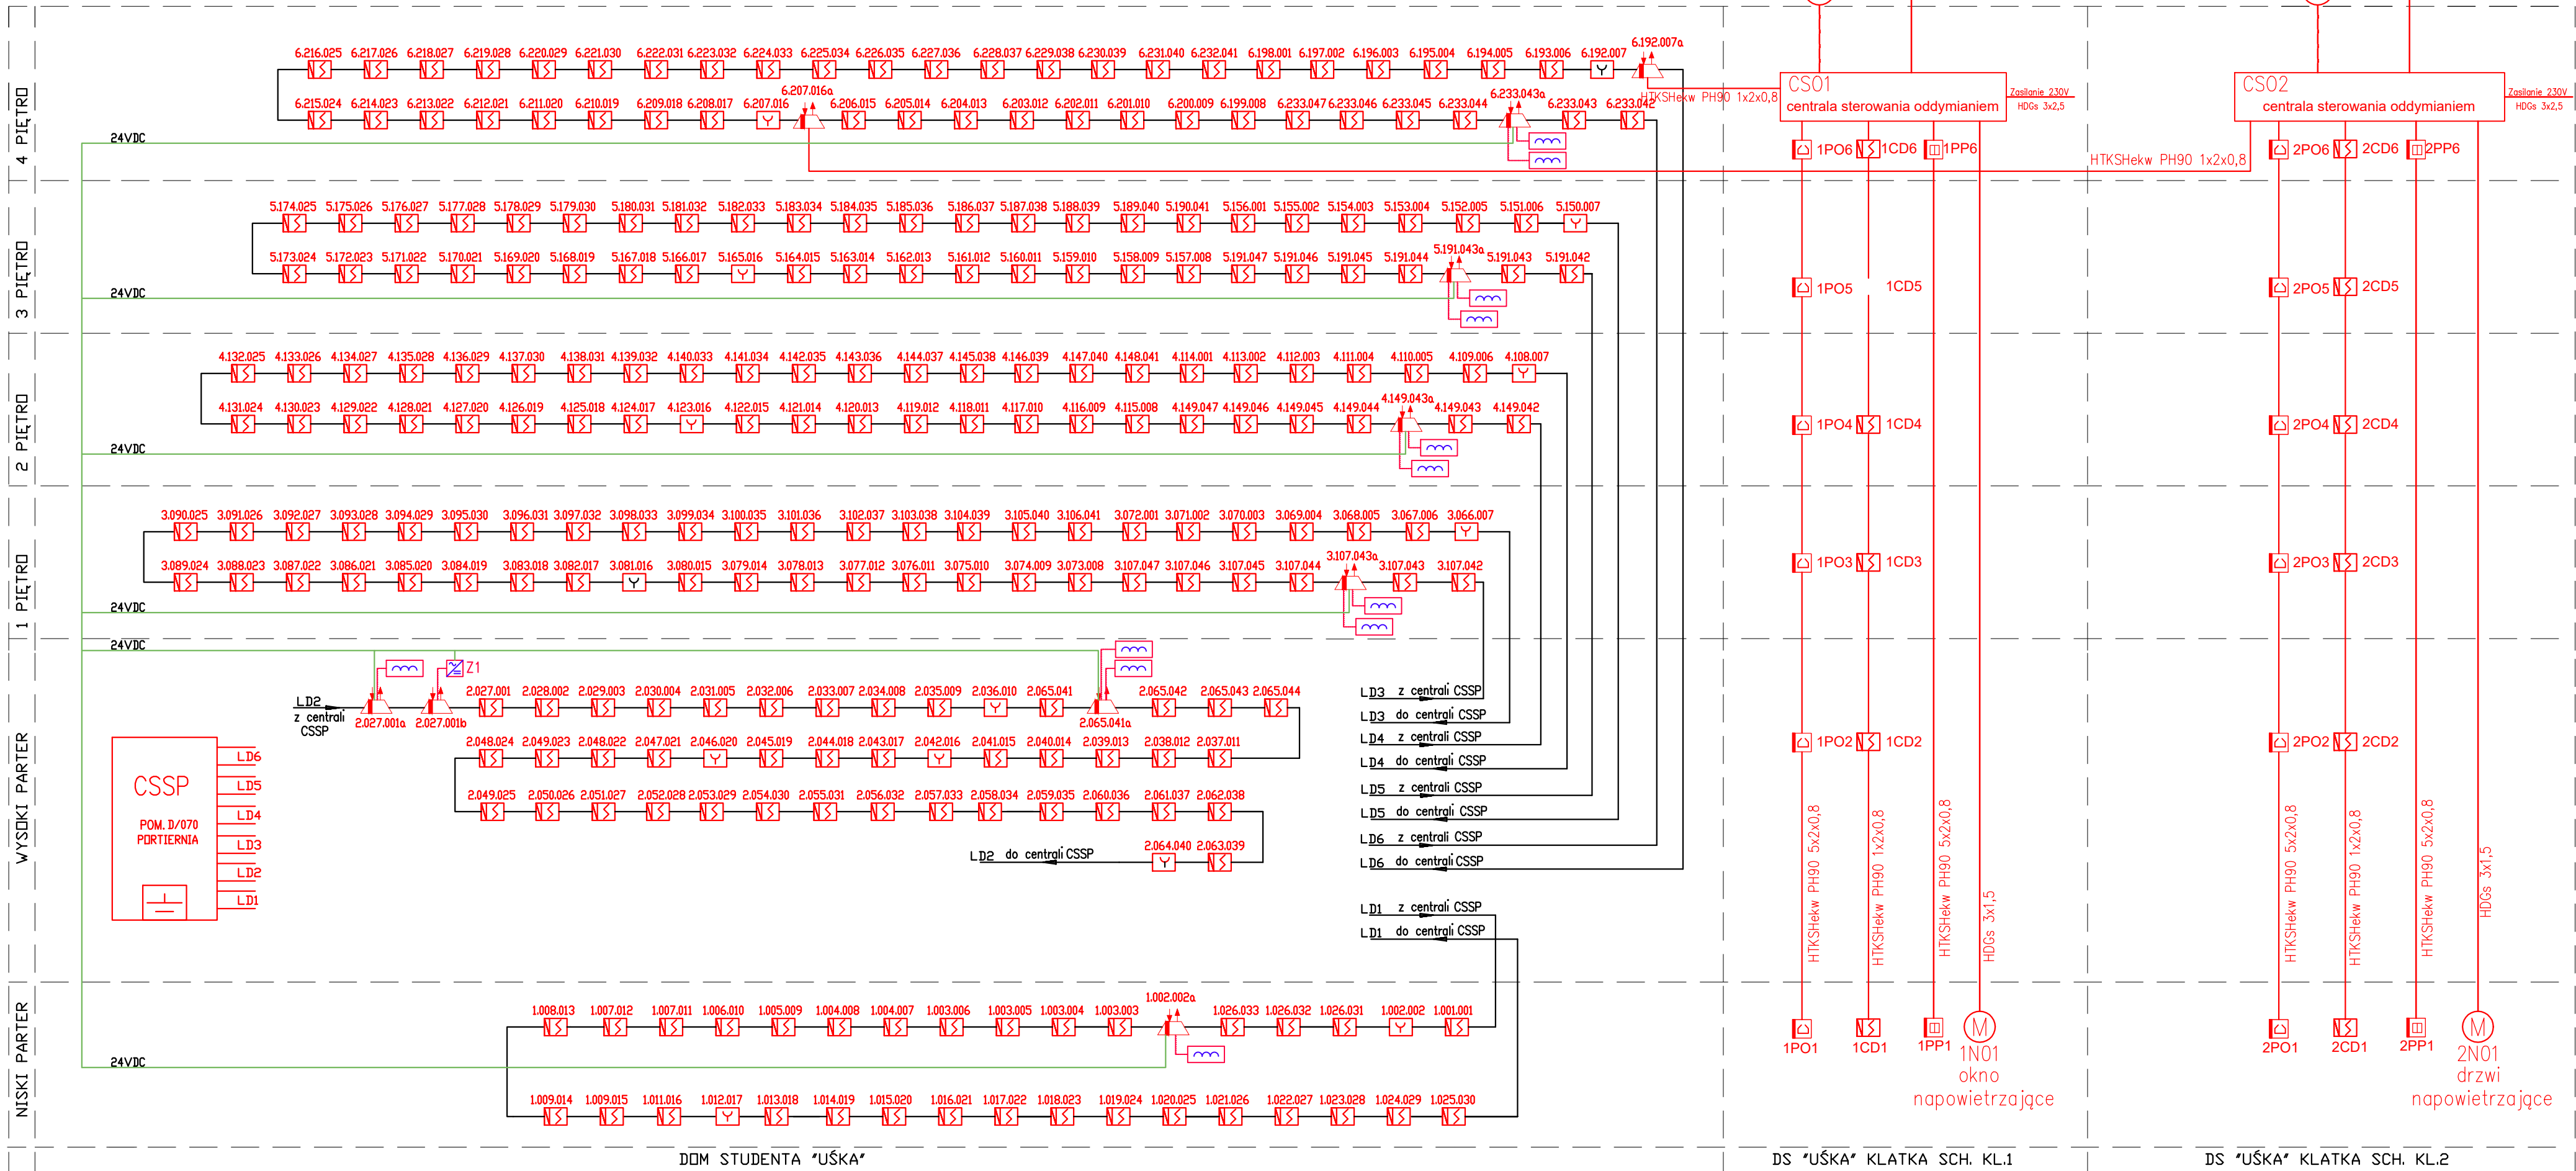 4 PIĘTRO
6.216.025 6.217.026 6.218.027 6.219.028 6.220.029 6.221.030 6.222.031 6.223.032 6.224.033 6.225.034 6.226.035 6.227.036 6.228.037 6.229.038 6.230.039 6.231.040 6.232.041 6.198.001 6.197.002 6.196.003 6.195.004 6.194.005 6.193.006 6.192.007 6.192.007a
6.215.024 6.214.023 6.213.022 6.212.021 6.211.020 6.210.019 6.209.018 6.208.017 6.207.016 6.207.016a 6.206.015 6.205.014 6.204.013 6.203.012 6.202.011 6.201.010 6.200.009 6.199.008 6.233.047 6.233.046 6.233.045 6.233.044 6.233.043a 6.233.043 6.233.042
24VDC
3 PIĘTRO
5.174.025 5.175.026 5.176.027 5.177.028 5.178.029 5.179.030 5.180.031 5.181.032 5.182.033 5.183.034 5.184.035 5.185.036 5.186.037 5.187.038 5.188.039 5.189.040 5.190.041 5.156.001 5.155.002 5.154.003 5.153.004 5.152.005 5.151.006 5.150.007
5.173.024 5.172.023 5.171.022 5.170.021 5.169.020 5.168.019 5.167.018 5.166.017 5.165.016 5.164.015 5.163.014 5.162.013 5.161.012 5.160.011 5.159.010 5.158.009 5.157.008 5.191.047 5.191.046 5.191.045 5.191.044 5.191.043a 5.191.043 5.191.042
24VDC
2 PIĘTRO
4.132.025 4.133.026 4.134.027 4.135.028 4.136.029 4.137.030 4.138.031 4.139.032 4.140.033 4.141.034 4.142.035 4.143.036 4.144.037 4.145.038 4.146.039 4.147.040 4.148.041 4.114.001 4.113.002 4.112.003 4.111.004 4.110.005 4.109.006 4.108.007
4.131.024 4.130.023 4.129.022 4.128.021 4.127.020 4.126.019 4.125.018 4.124.017 4.123.016 4.122.015 4.121.014 4.120.013 4.119.012 4.118.011 4.117.010 4.116.009 4.115.008 4.149.047 4.149.046 4.149.045 4.149.044 4.149.043a 4.149.043 4.149.042
24VDC
1 PIĘTRO
3.090.025 3.091.026 3.092.027 3.093.028 3.094.029 3.095.030 3.096.031 3.097.032 3.098.033 3.099.034 3.100.035 3.101.036 3.102.037 3.103.038 3.104.039 3.105.040 3.106.041 3.072.001 3.071.002 3.070.003 3.069.004 3.068.005 3.067.006 3.066.007
3.089.024 3.088.023 3.087.022 3.086.021 3.085.020 3.084.019 3.083.018 3.082.017 3.081.016 3.080.015 3.079.014 3.078.013 3.077.012 3.076.011 3.075.010 3.074.009 3.073.008 3.107.047 3.107.046 3.107.045 3.107.044 3.107.043a 3.107.043 3.107.042
24VDC
WYSOKI PARTER
24VDC
Z1
LD2 z centrali CSSP
2.027.001a 2.027.001b 2.027.001 2.028.002 2.029.003 2.030.004 2.031.005 2.032.006 2.033.007 2.034.008 2.035.009 2.036.010 2.065.041 2.065.041a 2.065.042 2.065.043 2.065.044
2.048.024 2.049.023 2.048.022 2.047.021 2.046.020 2.045.019 2.044.018 2.043.017 2.042.016 2.041.015 2.040.014 2.039.013 2.038.012 2.037.011
2.049.025 2.050.026 2.051.027 2.052.028 2.053.029 2.054.030 2.055.031 2.056.032 2.057.033 2.058.034 2.059.035 2.060.036 2.061.037 2.062.038
LD2 do centrali CSSP 2.064.040 2.063.039
CSSP
POM. D/070
PORTIERNIA
LD6
LD5
LD4
LD3
LD2
LD1
LD3 z centrali CSSP
LD3 do centrali CSSP
LD4 z centrali CSSP
LD4 do centrali CSSP
LD5 z centrali CSSP
LD5 do centrali CSSP
LD6 z centrali CSSP
LD6 do centrali CSSP
LD1 z centrali CSSP
LD1 do centrali CSSP
NISKI PARTER
1.008.013 1.007.012 1.007.011 1.006.010 1.005.009 1.004.008 1.004.007 1.003.006 1.003.005 1.003.004 1.003.003 1.002.002a 1.026.033 1.026.032 1.026.031 1.002.002 1.001.001
24VDC
1.009.014 1.009.015 1.011.016 1.012.017 1.013.018 1.014.019 1.015.020 1.016.021 1.017.022 1.018.023 1.019.024 1.020.025 1.021.026 1.022.027 1.023.028 1.024.029 1.025.030
DOM STUDENTA "UŚKA"
HTKSHekw PH90 1x2x0,8
CSO1
centrala sterowania oddymianiem
Zasilanie 230V
HDGs 3x2,5
1PO6 1CD6 1PP6
1PO5 1CD5
1PO4 1CD4
1PO3 1CD3
1PO2 1CD2
HTKSHekw PH90 5x2x0,8
HTKSHekw PH90 1x2x0,8
HTKSHekw PH90 5x2x0,8
HDGs 3x1,5
M
1PO1 1CD1 1PP1 1N01
okno
napowietrzające
DS "UŚKA" KLATKA SCH. KL.1
HTKSHekw PH90 1x2x0,8
CSO2
centrala sterowania oddymianiem
Zasilanie 230V
HDGs 3x2,5
2PO6 2CD6 2PP6
2PO5 2CD5
2PO4 2CD4
2PO3 2CD3
2PO2 2CD2
HTKSHekw PH90 5x2x0,8
HTKSHekw PH90 1x2x0,8
HTKSHekw PH90 5x2x0,8
HDGs 3x1,5
M
2PO1 2CD1 2PP1 2N01
drzwi
napowietrzające
DS "UŚKA" KLATKA SCH. KL.2